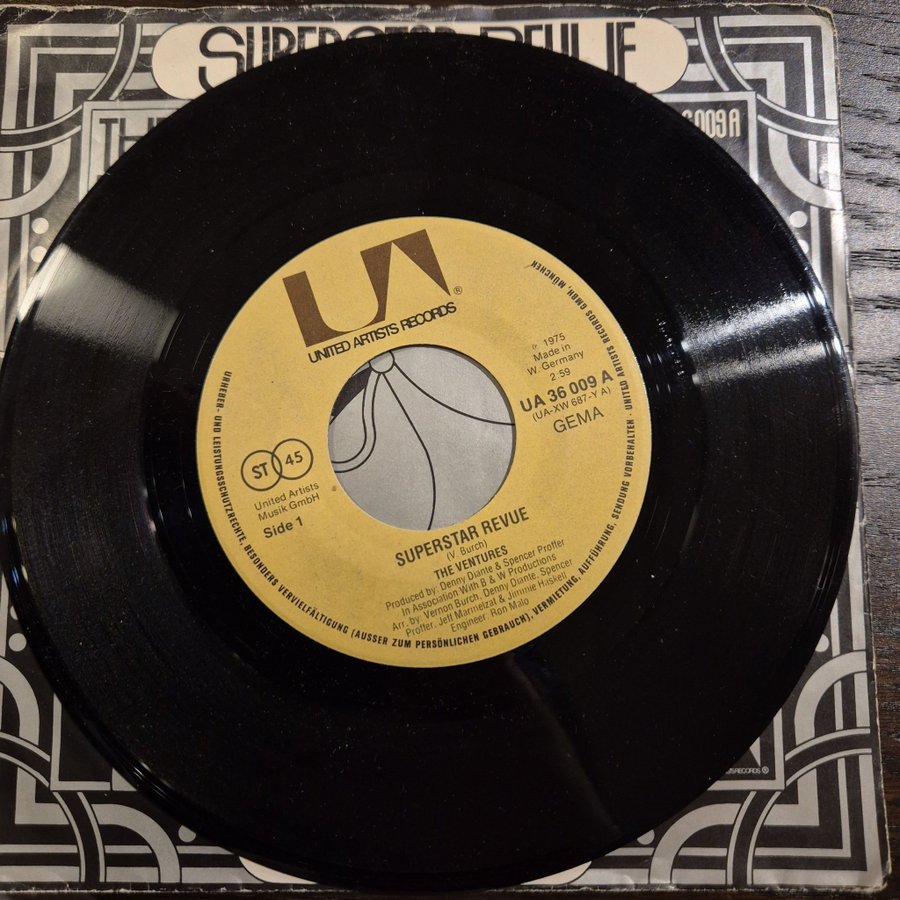 SUPERSTAR REVUE
009 A
UA
®
UNITED ARTISTS RECORDS
℗ 1975
Made in
W. Germany
2:59
UA 36 009 A
(UA-XW 687-Y A)
GEMA
ST 45
United Artists
Musik GmbH
Side 1
SUPERSTAR REVUE
(V. Burch)
THE VENTURES
Produced by: Denny Diante & Spencer Proffer
In Association With B & W Productions
Arr. by: Vernon Burch, Denny Diante, Spencer
Proffer, Jeff Marmelzat & Jimmie Haskell
Engineer: Ron Malo
URHEBER- UND LEISTUNGSSCHUTZRECHTE, BESONDERS VERVIELFÄLTIGUNG (AUSSER ZUM PERSÖNLICHEN GEBRAUCH), VERMIETUNG, AUFFÜHRUNG, SENDUNG VORBEHALTEN · UNITED ARTISTS RECORDS GMBH, MÜNCHEN
RECORDS ®